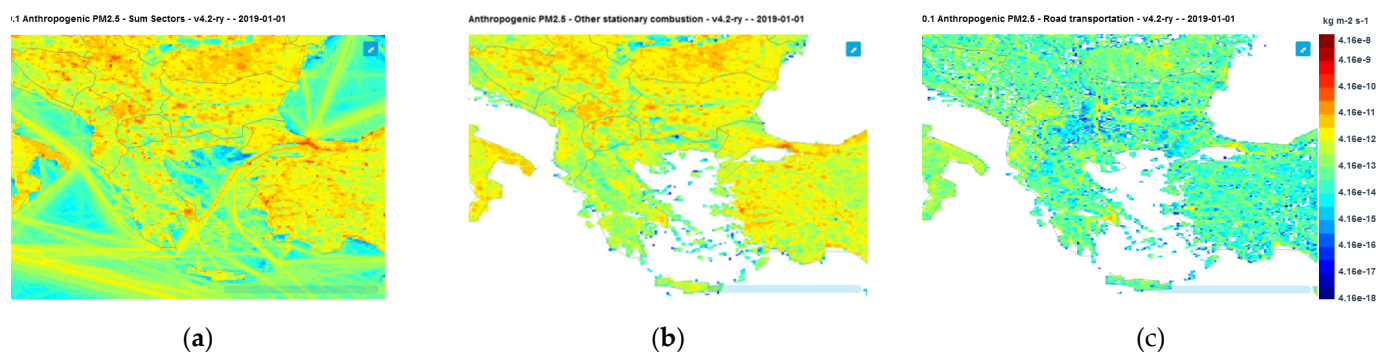 0.1 Anthropogenic PM2.5 - Sum Sectors - v4.2-ry - - 2019-01-01
Anthropogenic PM2.5 - Other stationary combustion - v4.2-ry - - 2019-01-01
0.1 Anthropogenic PM2.5 - Road transportation - v4.2-ry - - 2019-01-01
kg m-2 s-1
4.16e-8
4.16e-9
4.16e-10
4.16e-11
4.16e-12
4.16e-13
4.16e-14
4.16e-15
4.16e-16
4.16e-17
4.16e-18
(a)
(b)
(c)